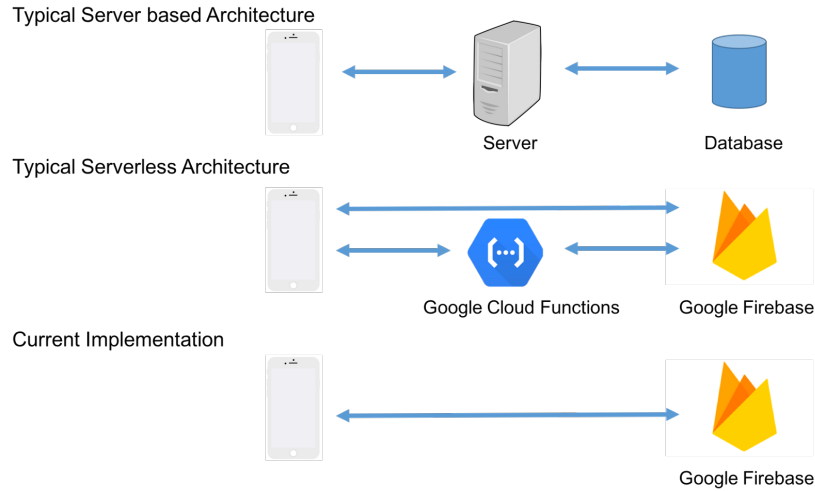 Typical Server based Architecture
Server
Database
Typical Serverless Architecture
Google Cloud Functions
Google Firebase
Current Implementation
Google Firebase